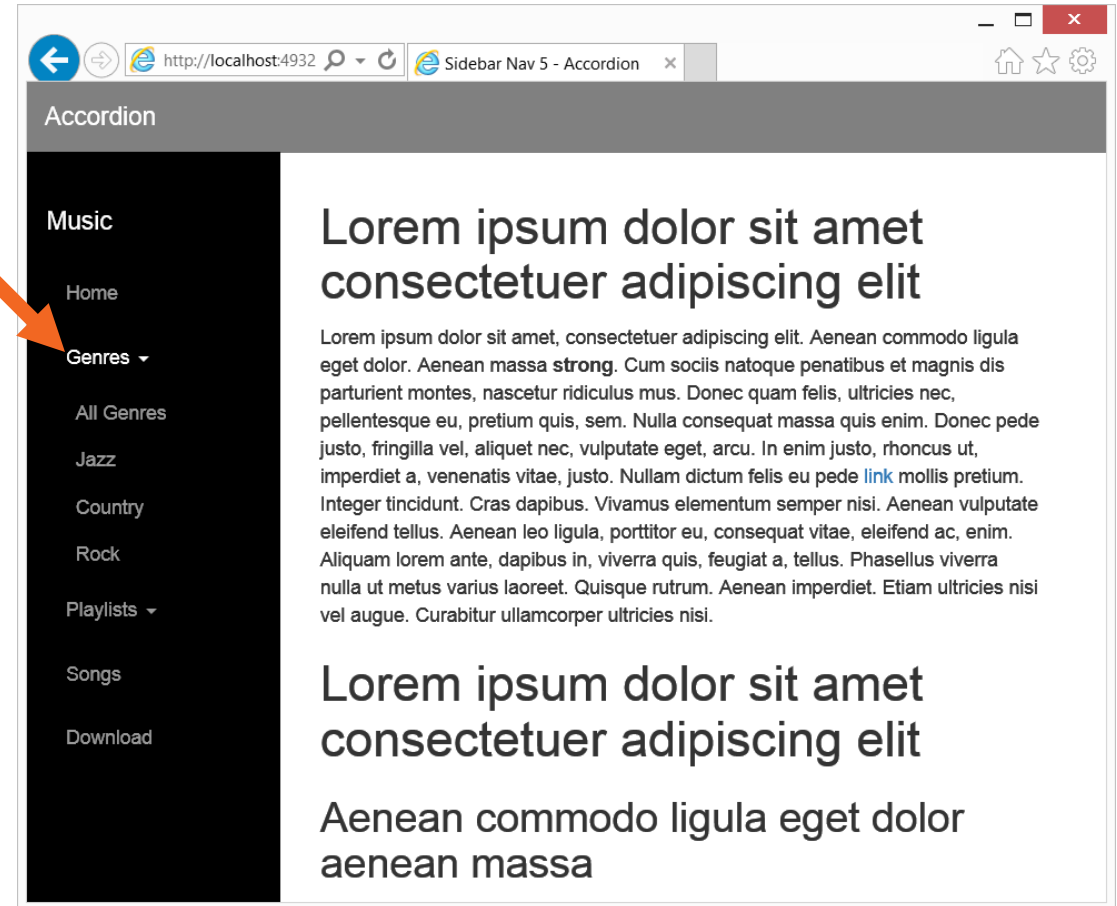 http://localhost:4932
Sidebar Nav 5 - Accordion
Accordion
Music
Home
Genres
All Genres
Jazz
Country
Rock
Playlists
Songs
Download
Lorem ipsum dolor sit amet
consectetuer adipiscing elit
Lorem ipsum dolor sit amet, consectetuer adipiscing elit. Aenean commodo ligula
eget dolor. Aenean massa strong. Cum sociis natoque penatibus et magnis dis
parturient montes, nascetur ridiculus mus. Donec quam felis, ultricies nec,
pellentesque eu, pretium quis, sem. Nulla consequat massa quis enim. Donec pede
justo, fringilla vel, aliquet nec, vulputate eget, arcu. In enim justo, rhoncus ut,
imperdiet a, venenatis vitae, justo. Nullam dictum felis eu pede link mollis pretium.
Integer tincidunt. Cras dapibus. Vivamus elementum semper nisi. Aenean vulputate
eleifend tellus. Aenean leo ligula, porttitor eu, consequat vitae, eleifend ac, enim.
Aliquam lorem ante, dapibus in, viverra quis, feugiat a, tellus. Phasellus viverra
nulla ut metus varius laoreet. Quisque rutrum. Aenean imperdiet. Etiam ultricies nisi
vel augue. Curabitur ullamcorper ultricies nisi.
Lorem ipsum dolor sit amet
consectetuer adipiscing elit
Aenean commodo ligula eget dolor
aenean massa